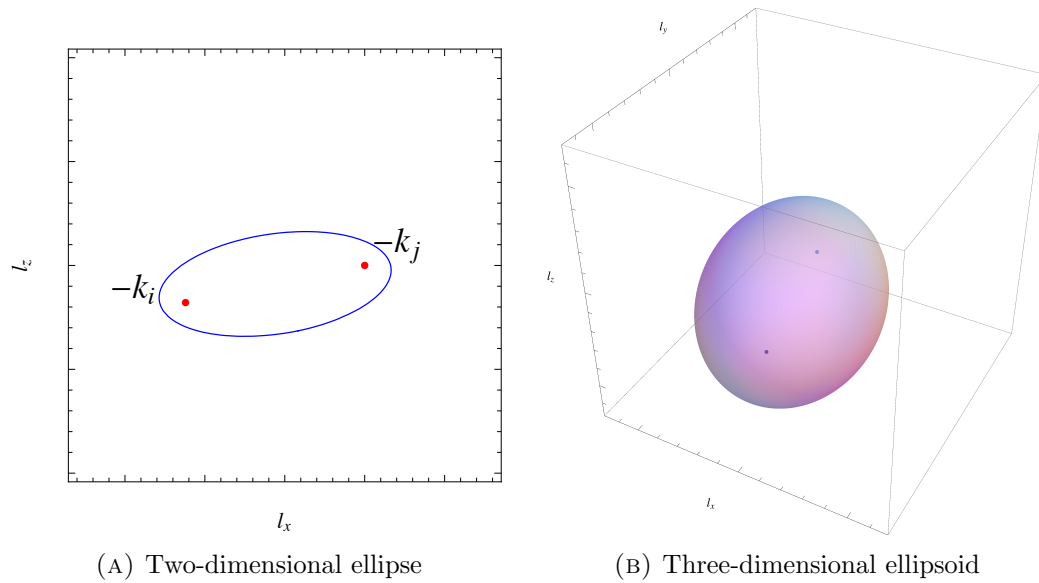 l_z
−k_i
−k_j
l_x
(A) Two-dimensional ellipse
l_y
l_z
l_x
(B) Three-dimensional ellipsoid